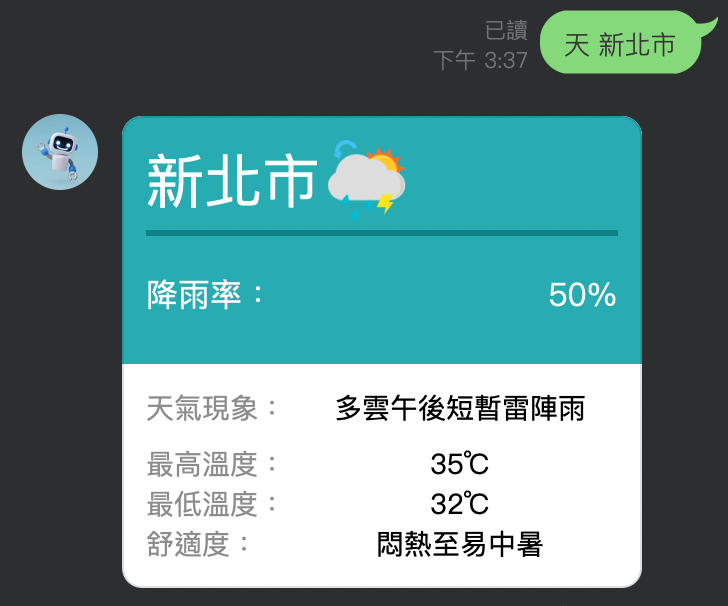 已讀
下午 3:37
天 新北市
新北市
降雨率： 50%
天氣現象： 多雲午後短暫雷陣雨
最高溫度： 35℃
最低溫度： 32℃
舒適度： 悶熱至易中暑